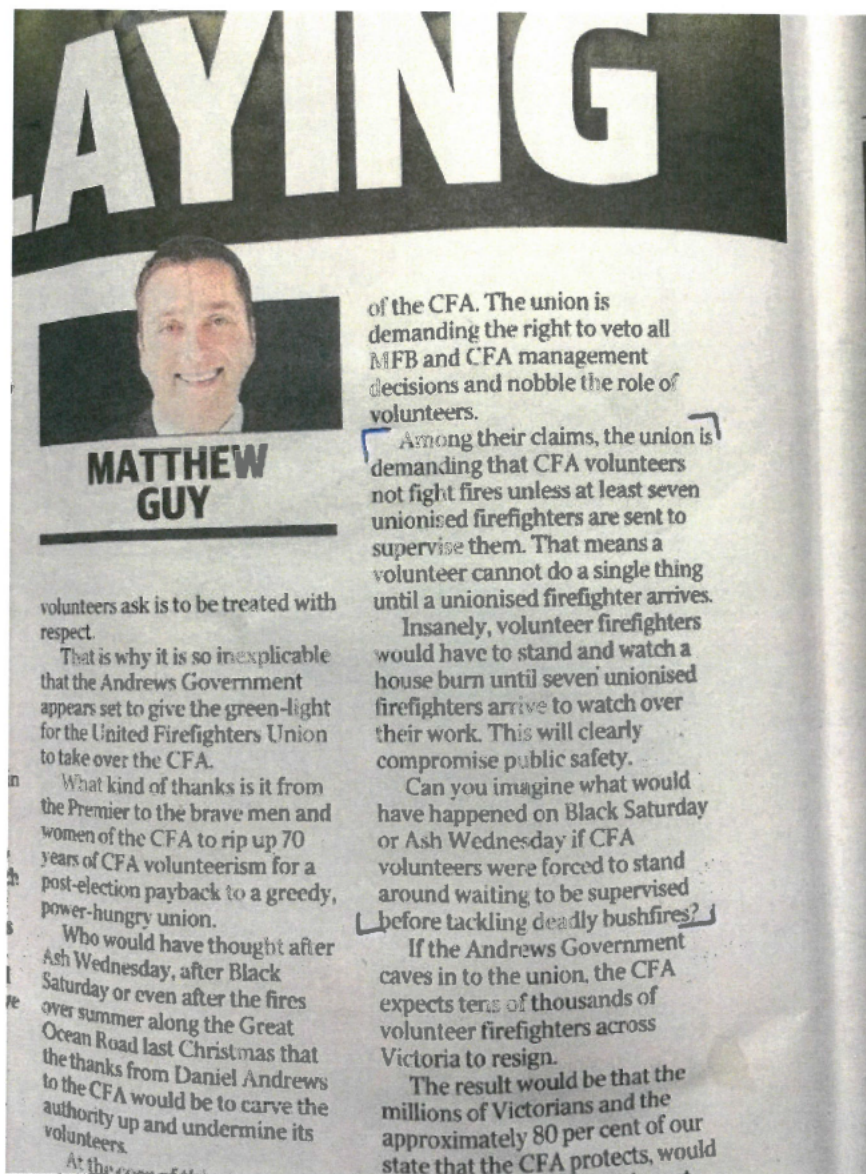 LAYING
MATTHEW
GUY
volunteers ask is to be treated with
respect.
That is why it is so inexplicable
that the Andrews Government
appears set to give the green-light
for the United Firefighters Union
to take over the CFA.
What kind of thanks is it from
the Premier to the brave men and
women of the CFA to rip up 70
years of CFA volunteerism for a
post-election payback to a greedy,
power-hungry union.
Who would have thought after
Ash Wednesday, after Black
Saturday or even after the fires
over summer along the Great
Ocean Road last Christmas that
the thanks from Daniel Andrews
to the CFA would be to carve the
authority up and undermine its
volunteers.
At the core of
of the CFA. The union is
demanding the right to veto all
MFB and CFA management
decisions and nobble the role of
volunteers.
Among their claims, the union is
demanding that CFA volunteers
not fight fires unless at least seven
unionised firefighters are sent to
supervise them. That means a
volunteer cannot do a single thing
until a unionised firefighter arrives.
Insanely, volunteer firefighters
would have to stand and watch a
house burn until seven unionised
firefighters arrive to watch over
their work. This will clearly
compromise public safety.
Can you imagine what would
have happened on Black Saturday
or Ash Wednesday if CFA
volunteers were forced to stand
around waiting to be supervised
before tackling deadly bushfires?
If the Andrews Government
caves in to the union, the CFA
expects tens of thousands of
volunteer firefighters across
Victoria to resign.
The result would be that the
millions of Victorians and the
approximately 80 per cent of our
state that the CFA protects, would